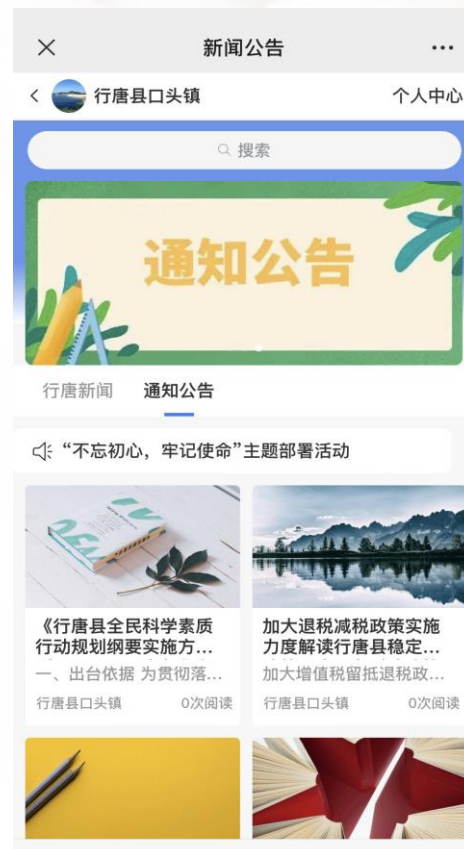 新闻公告
行唐县口头镇
个人中心
搜索
通知公告
行唐新闻
通知公告
“不忘初心，牢记使命”主题部署活动
《行唐县全民科学素质
行动规划纲要实施方...
一、出台依据 为贯彻落...
行唐县口头镇
0次阅读
加大退税减税政策实施
力度解读行唐县稳定...
加大增值税留抵退税政...
行唐县口头镇
0次阅读